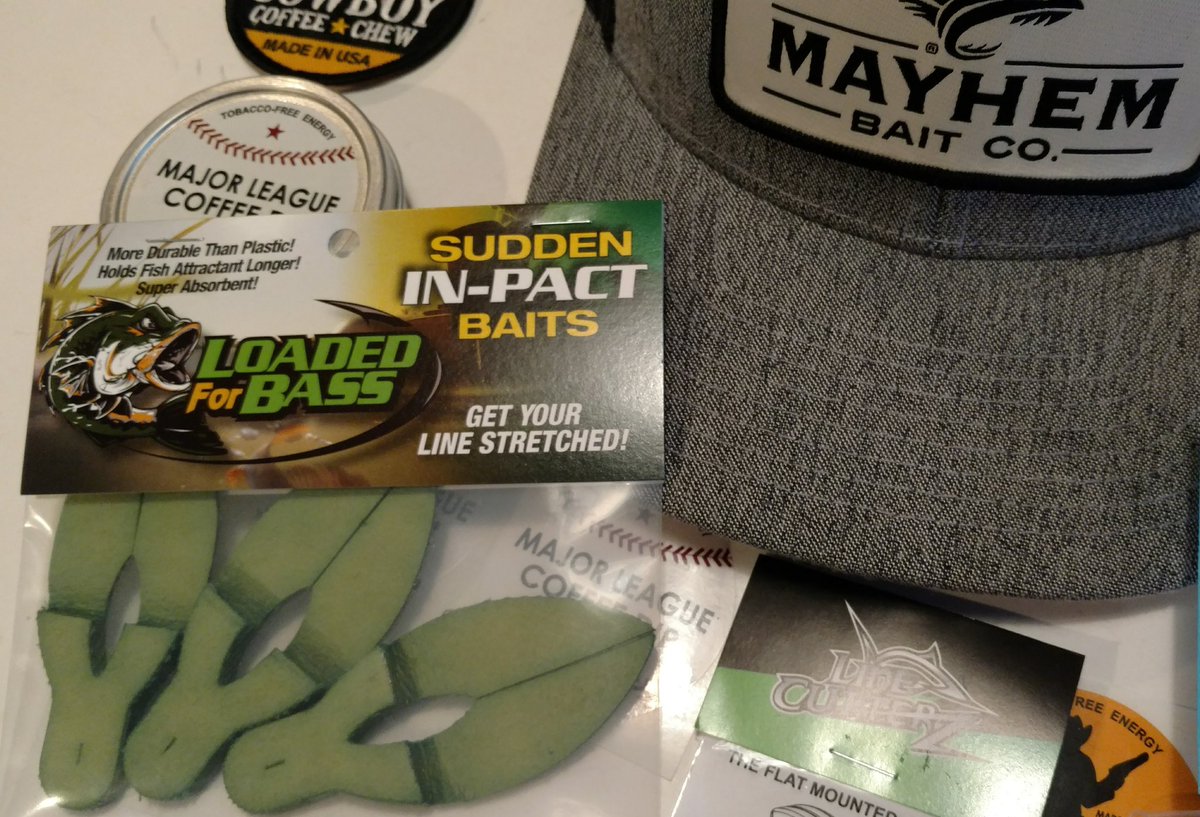 COWBOY
COFFEE CHEW
MADE IN USA
TOBACCO-FREE ENERGY
MAJOR LEAGUE
COFFEE
® MAYHEM
BAIT CO.
More Durable Than Plastic!
Holds Fish Attractant Longer!
Super Absorbent!
SUDDEN
IN-PACT
BAITS
LOADED
For BASS
GET YOUR
LINE STRETCHED!
MAJOR LEAGUE
LINE
CUTTERZ
THE FLAT MOUNTED
FREE ENERGY